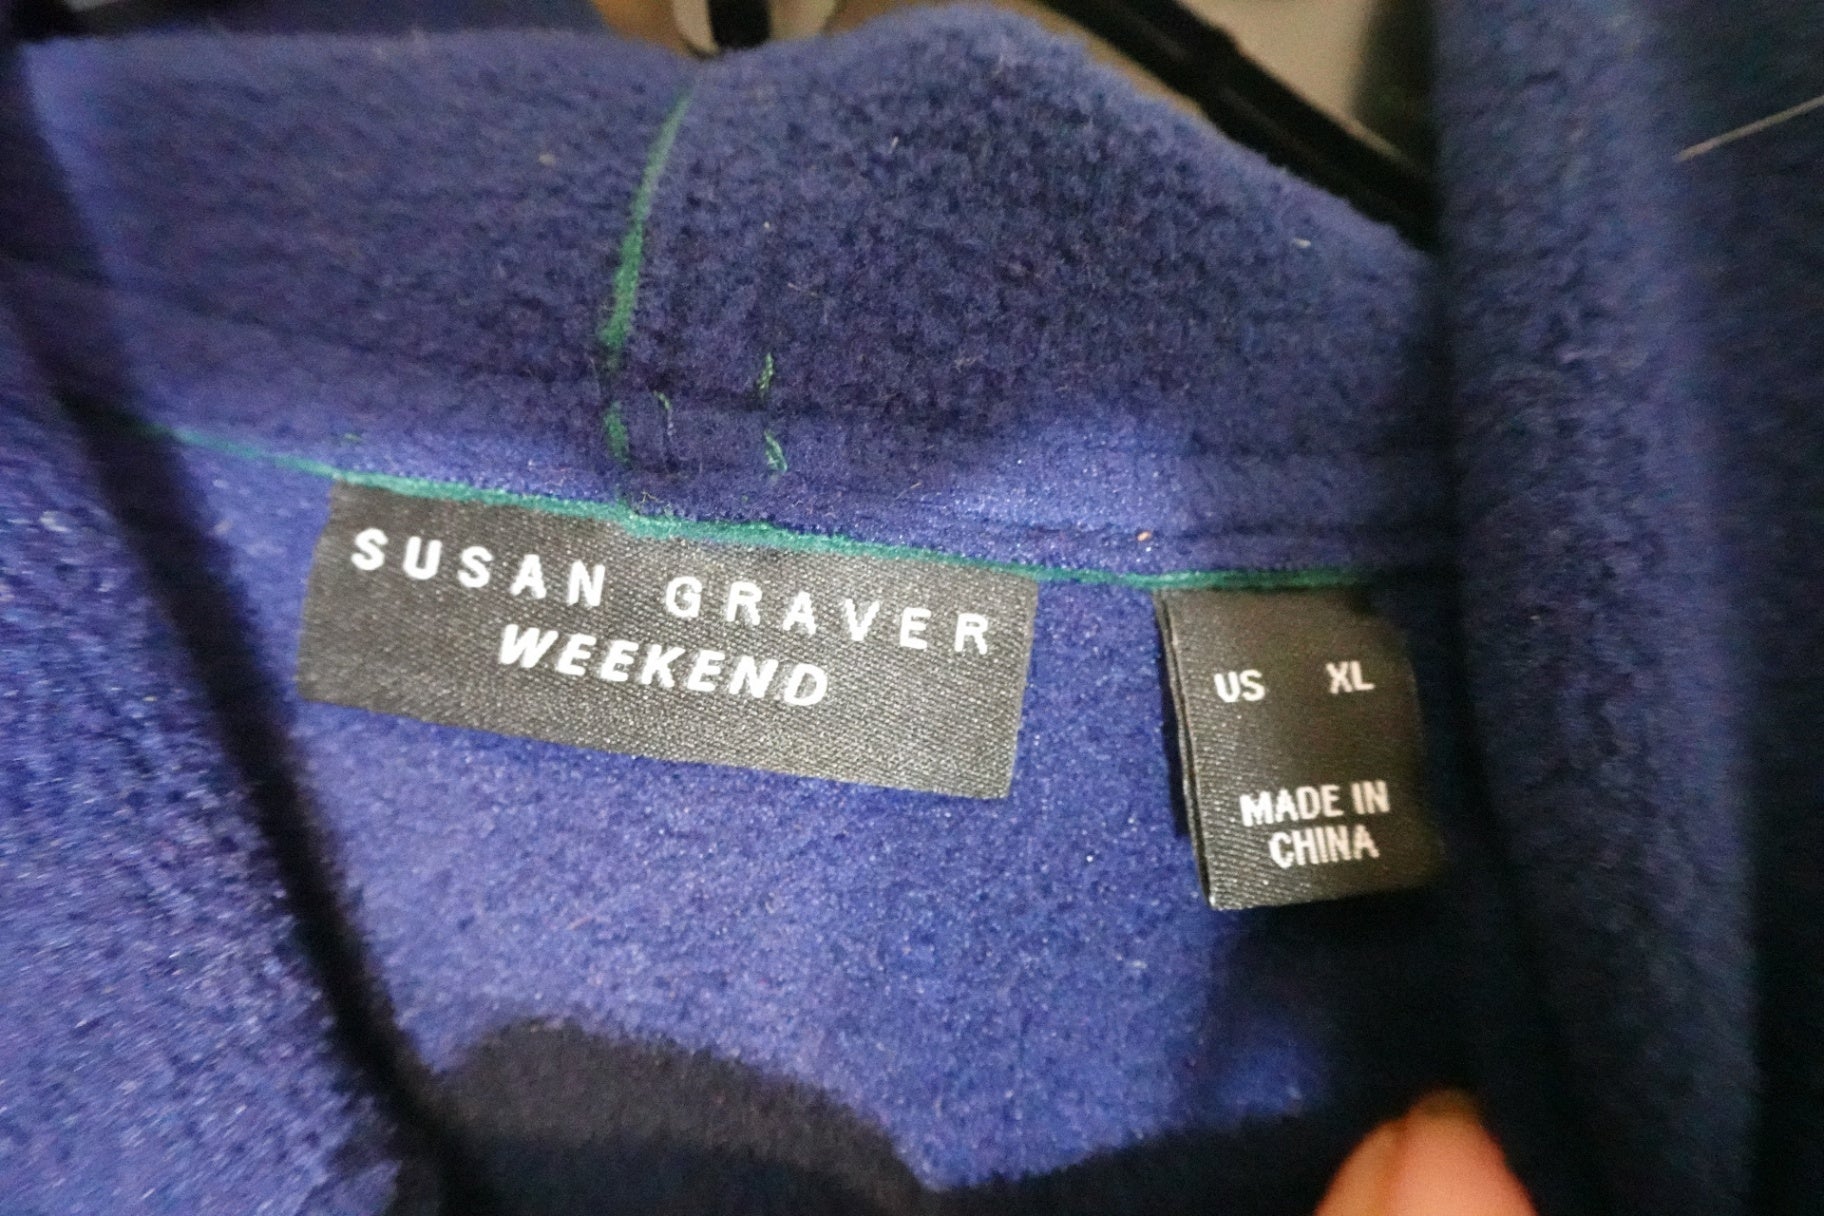 SUSAN GRAVER
WEEKEND
US XL
MADE IN
CHINA